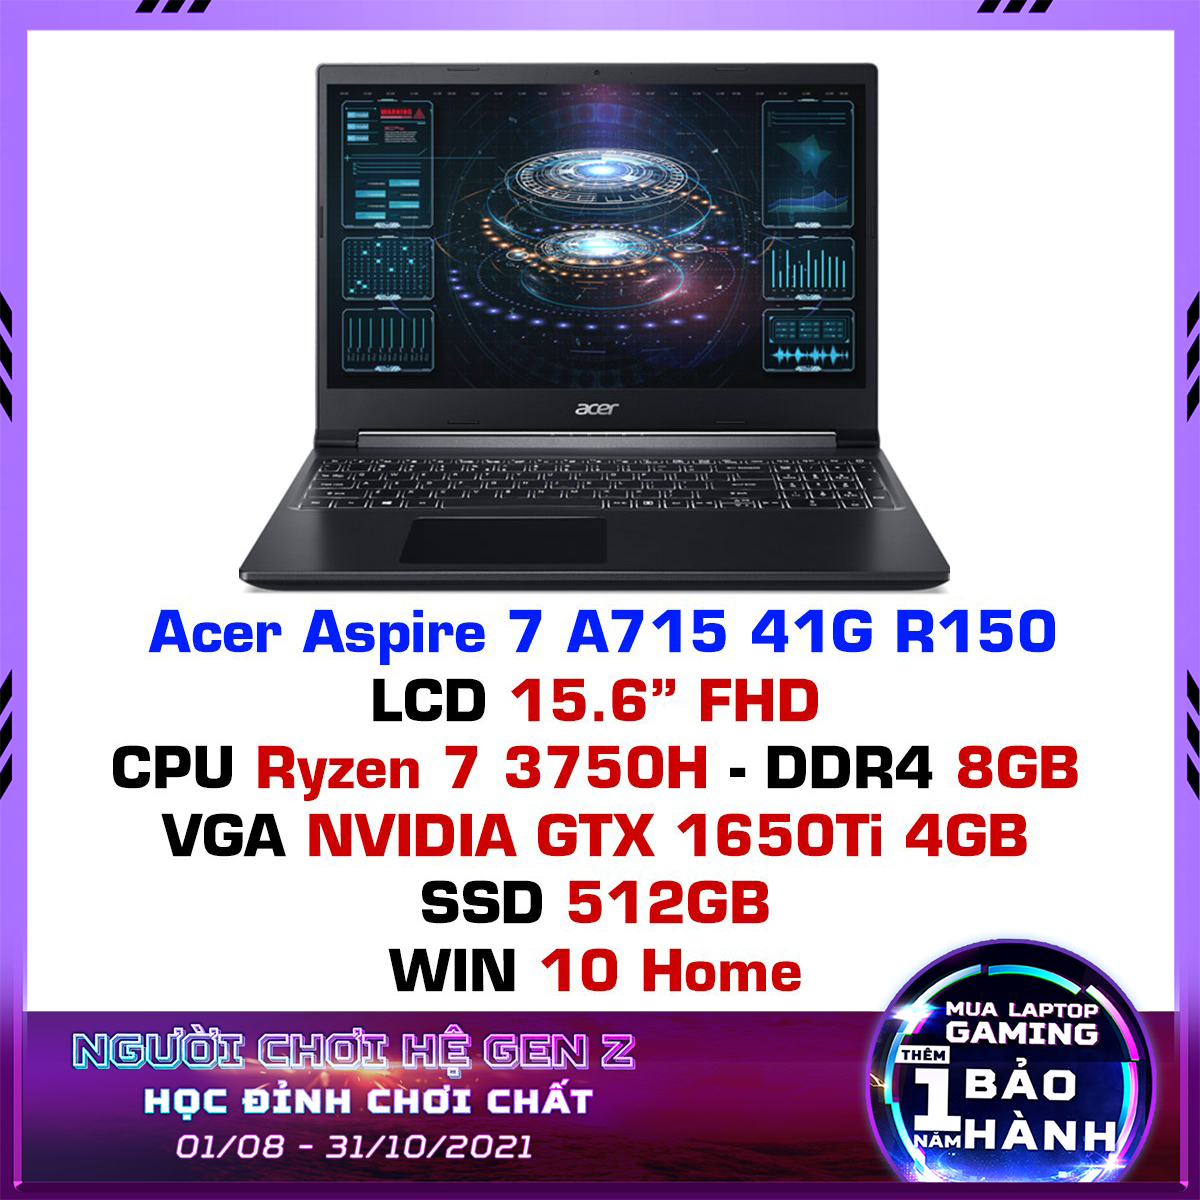 WARNING
acer
Acer Aspire 7 A715 41G R150
LCD 15.6” FHD
CPU Ryzen 7 3750H - DDR4 8GB
VGA NVIDIA GTX 1650Ti 4GB
SSD 512GB
WIN 10 Home
NGƯỜI CHƠI HỆ GEN Z
HỌC ĐỈNH CHƠI CHẤT
01/08 - 31/10/2021
MUA LAPTOP
GAMING
THÊM
1 BẢO
NĂM HÀNH